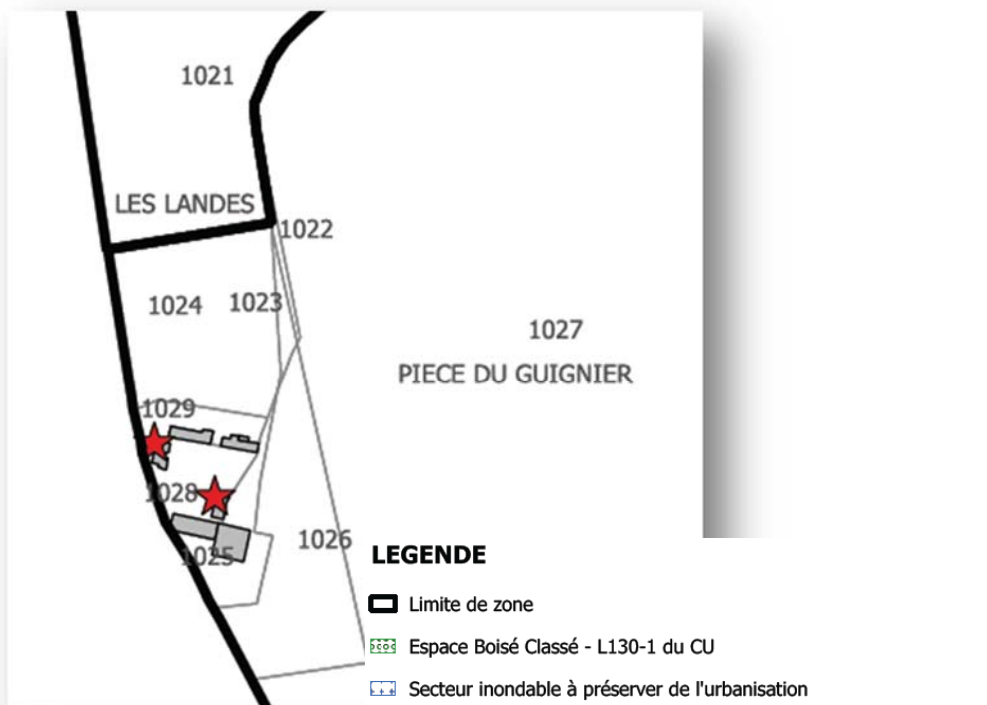 1021
LES LANDES
1022
1024
1023
1027
PIECE DU GUIGNIER
1029
1028
1026
1025
LEGENDE
Limite de zone
Espace Boisé Classé - L130-1 du CU
Secteur inondable à préserver de l'urbanisation